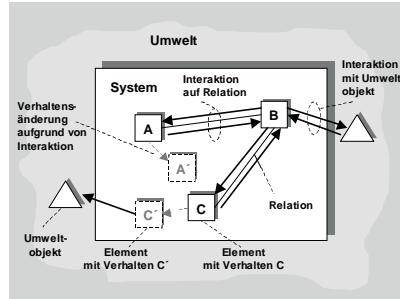 Umwelt
System
Interaktion
auf Relation
Interaktion
mit Umwelt-
objekt
Verhaltens-
änderung
aufgrund von
Interaktion
A
B
A´
C´
C
Relation
Umwelt-
objekt
Element
mit Verhalten C´
Element
mit Verhalten C